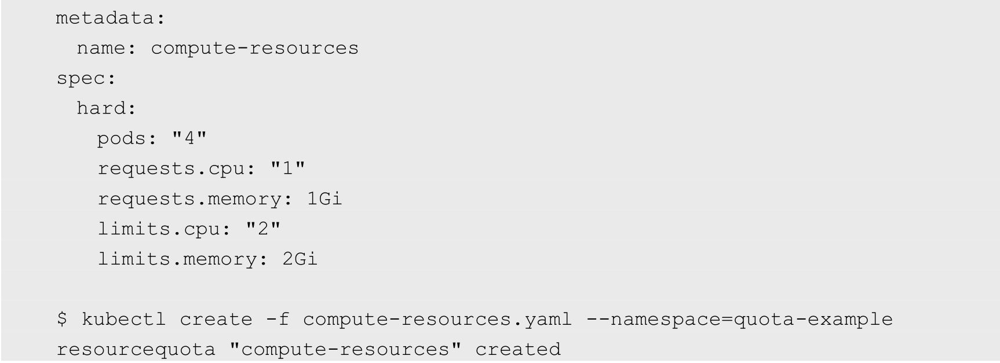 metadata:
  name: compute-resources
spec:
  hard:
    pods: "4"
    requests.cpu: "1"
    requests.memory: 1Gi
    limits.cpu: "2"
    limits.memory: 2Gi

$ kubectl create -f compute-resources.yaml --namespace=quota-example
resourcequota "compute-resources" created